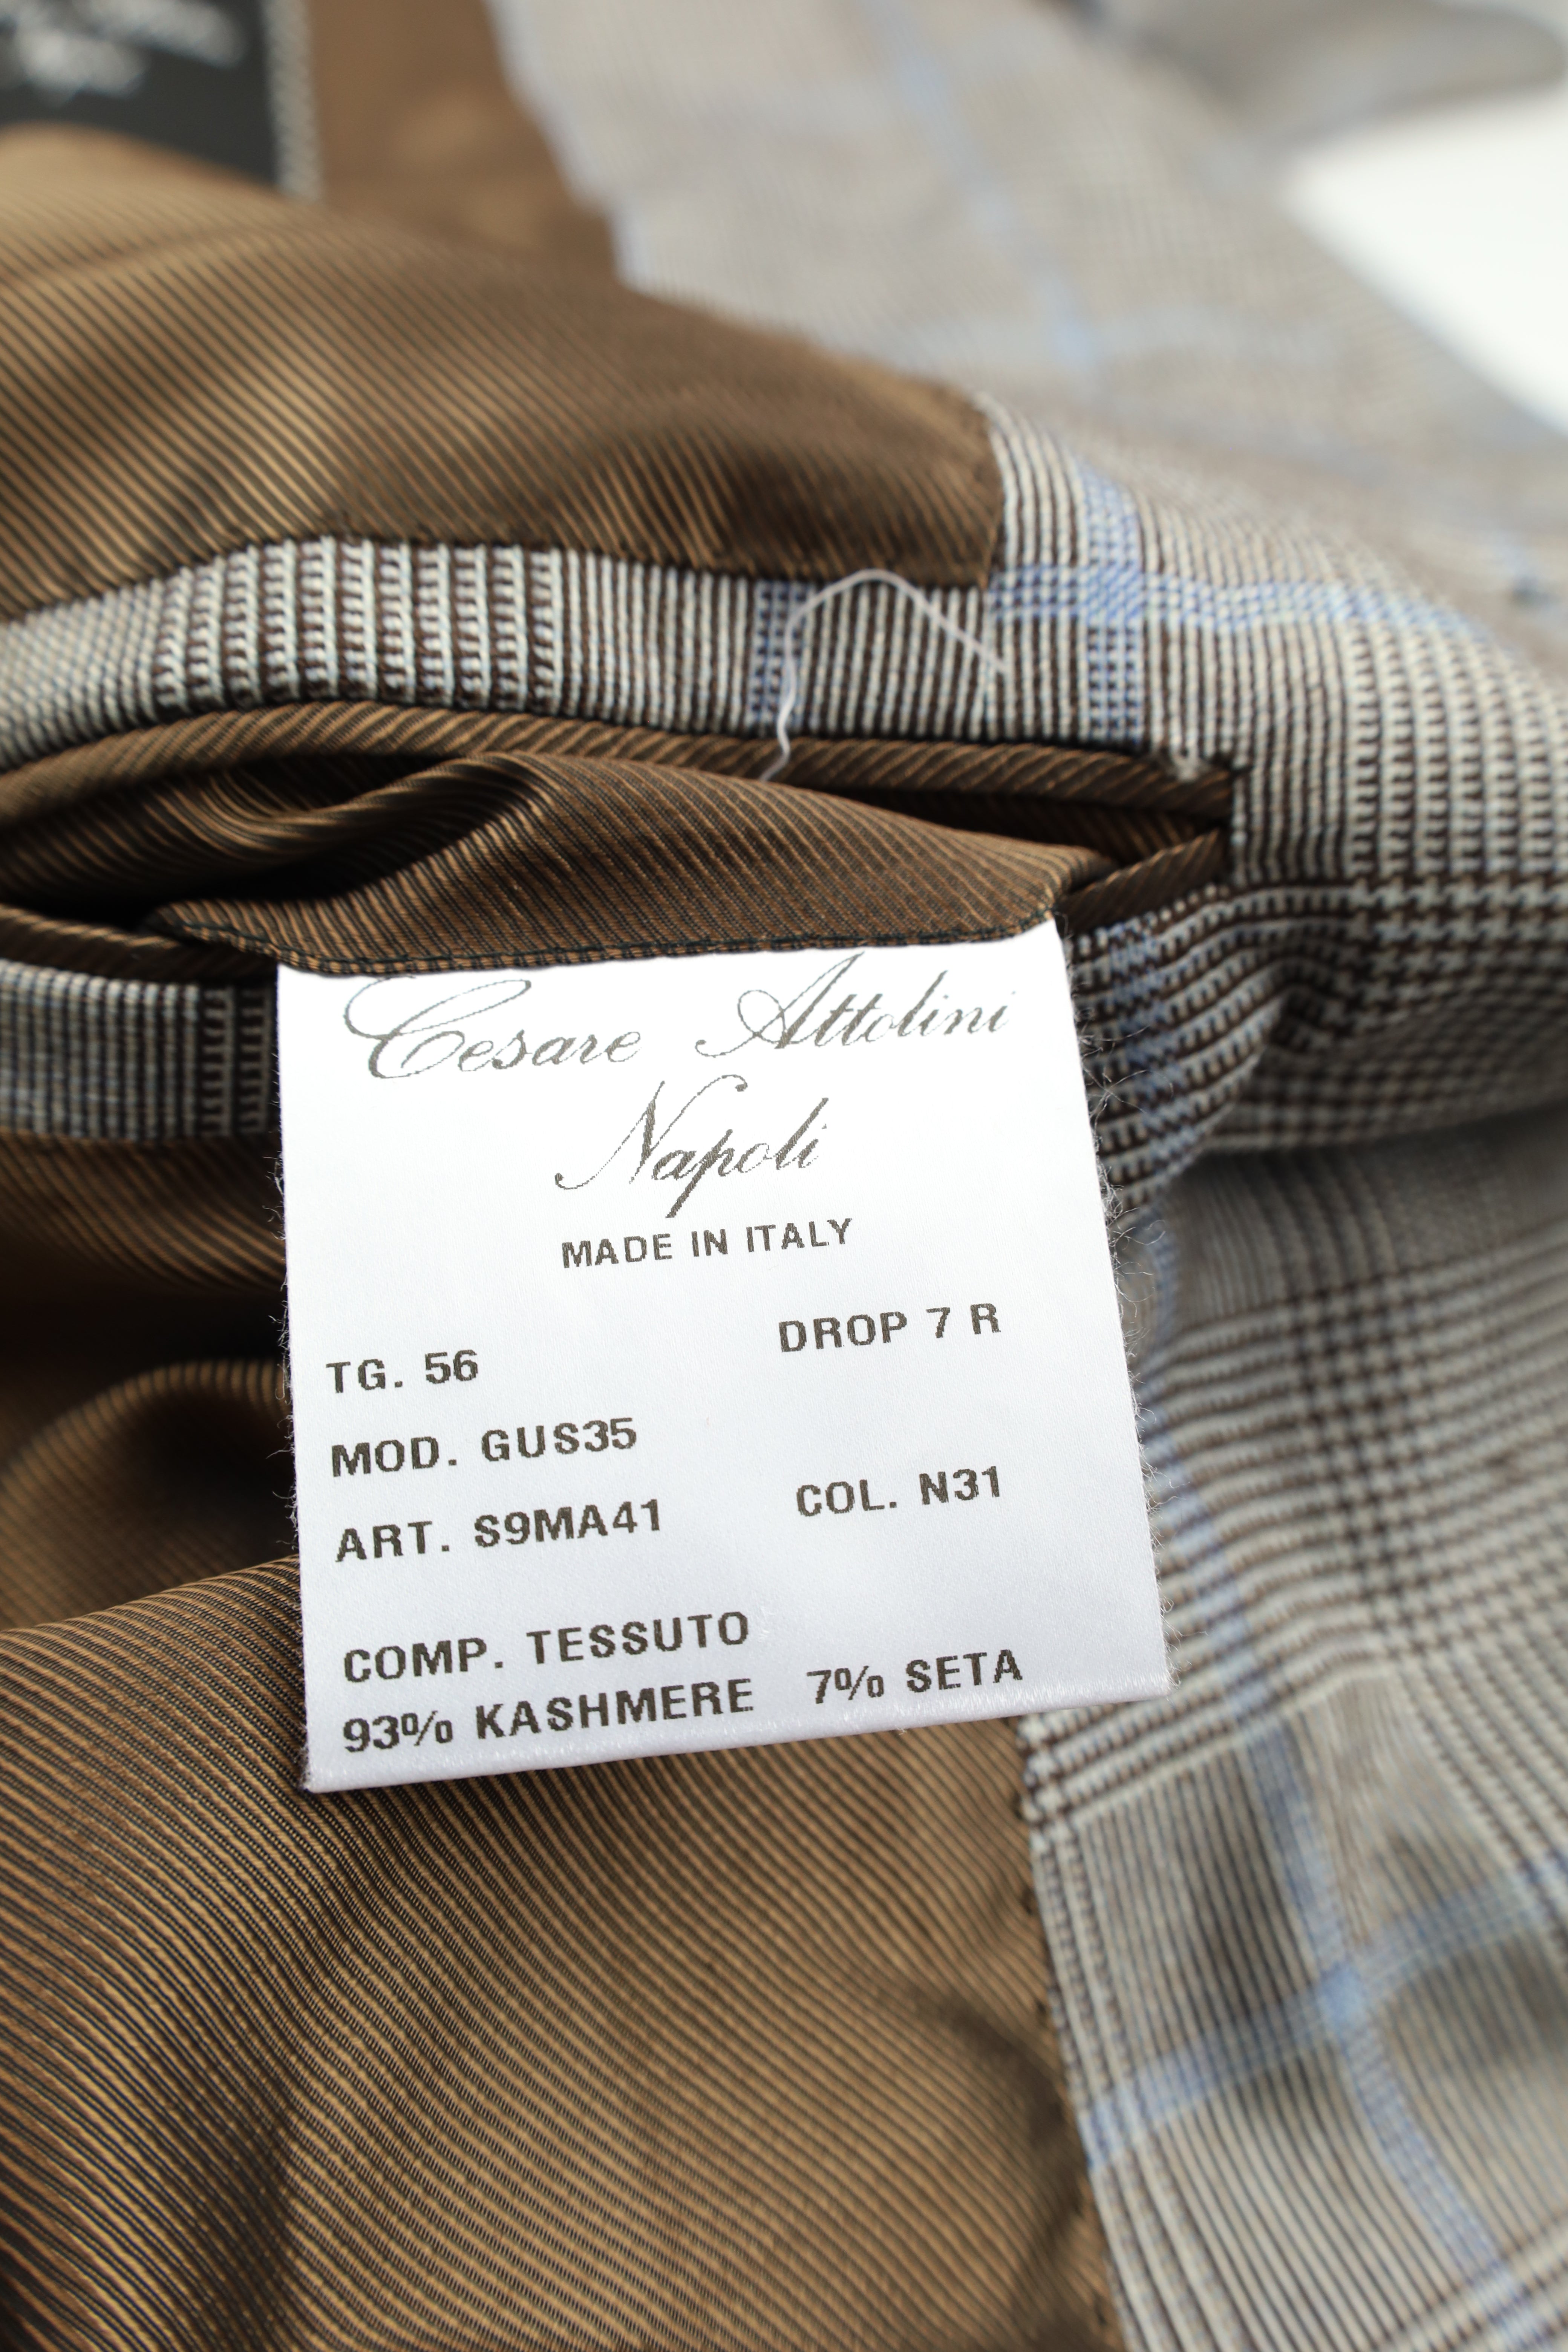 Cesare Attolini
Napoli
MADE IN ITALY
TG. 56 DROP 7 R
MOD. GUS35
ART. S9MA41 COL. N31
COMP. TESSUTO
93% KASHMERE 7% SETA